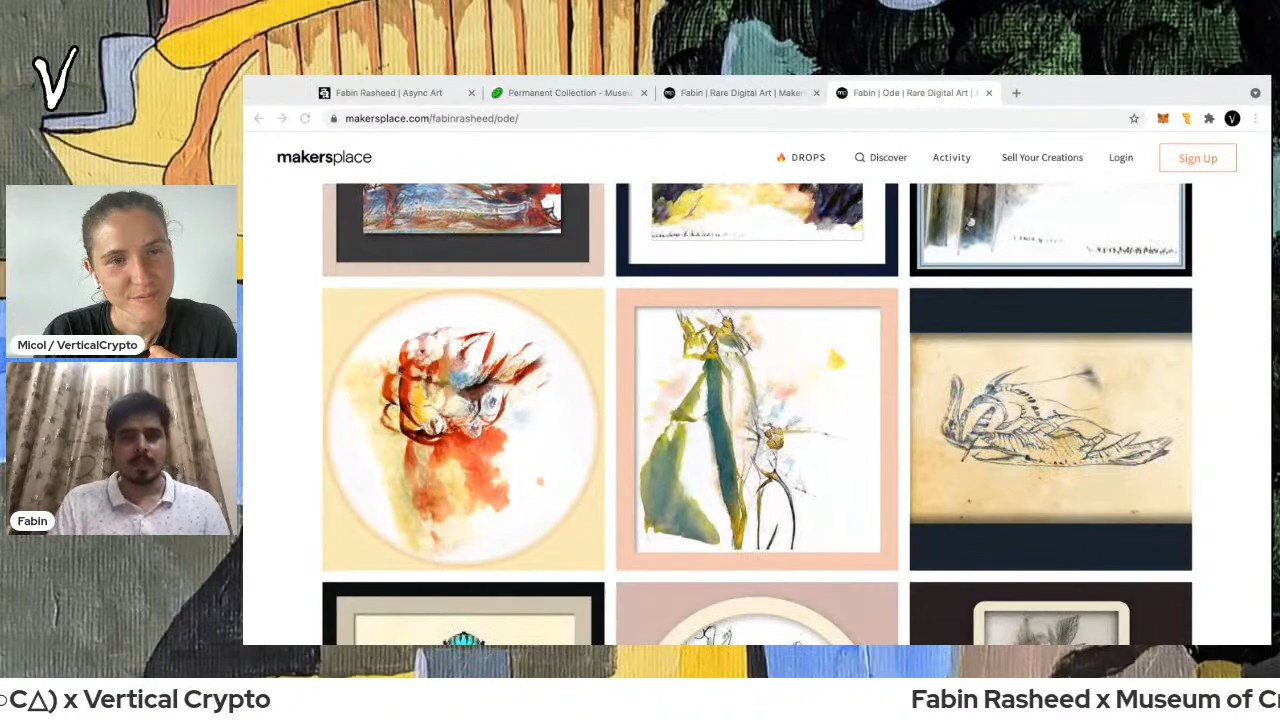 V
Fabin Rasheed | Async Art
Permanent Collection - Museu
Fabin | Rare Digital Art | Maker
Fabin | Ode | Rare Digital Art |
makersplace.com/fabinrasheed/ode/
makersplace
DROPS
Discover
Activity
Sell Your Creations
Login
Sign Up
Micol / VerticalCrypto
Fabin
C△) x Vertical Crypto
Fabin Rasheed x Museum of Cr